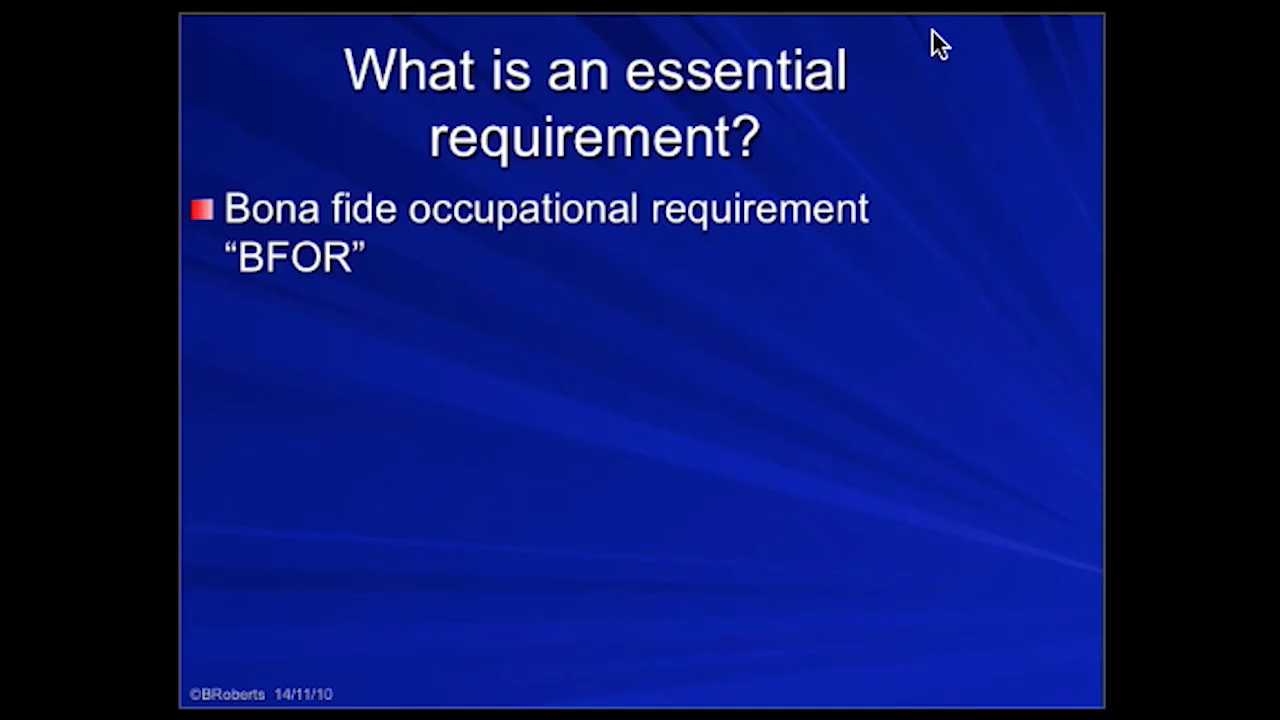 What is an essential
requirement?
Bona fide occupational requirement
“BFOR”
©BRoberts 14/11/10